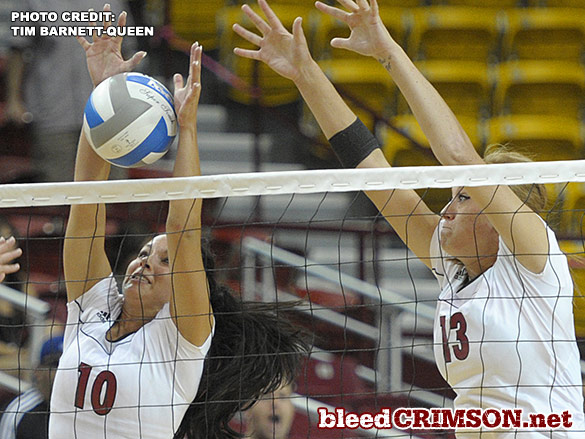 PHOTO CREDIT:
TIM BARNETT-QUEEN
10
13
bleedCRIMSON.net